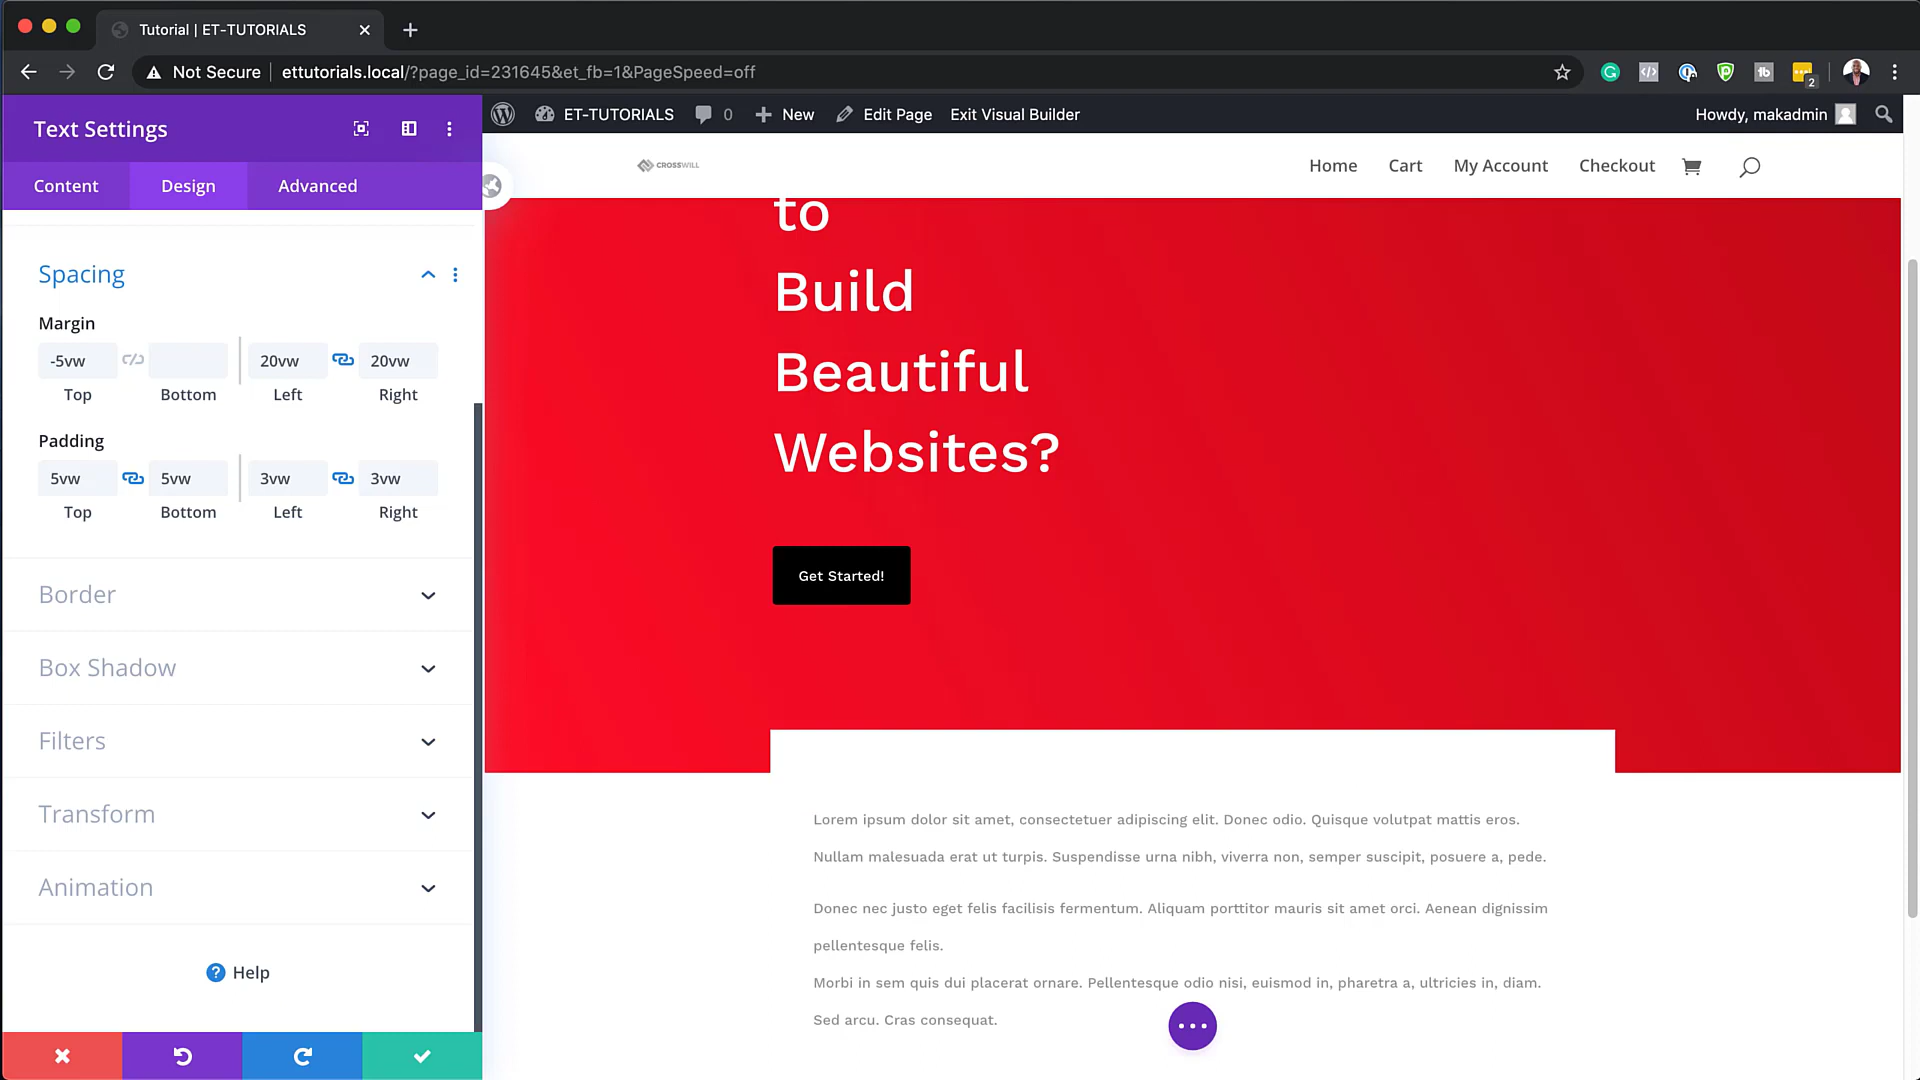 Tutorial | ET-TUTORIALS
Not Secure
ettutorials.local/?page_id=231645&et_fb=1&PageSpeed=off
2
Text Settings
ET-TUTORIALS
0
New
Edit Page
Exit Visual Builder
Howdy, makadmin
CROSSWILL
Home
Cart
My Account
Checkout
Content
Design
Advanced
Spacing
Margin
-5vw
20vw
20vw
Top
Bottom
Left
Right
Padding
5vw
5vw
3vw
3vw
Top
Bottom
Left
Right
Border
Box Shadow
Filters
Transform
Animation
? Help
to
Build
Beautiful
Websites?
Get Started!
Lorem ipsum dolor sit amet, consectetuer adipiscing elit. Donec odio. Quisque volutpat mattis eros.
Nullam malesuada erat ut turpis. Suspendisse urna nibh, viverra non, semper suscipit, posuere a, pede.
Donec nec justo eget felis facilisis fermentum. Aliquam porttitor mauris sit amet orci. Aenean dignissim
pellentesque felis.
Morbi in sem quis dui placerat ornare. Pellentesque odio nisi, euismod in, pharetra a, ultricies in, diam.
Sed arcu. Cras consequat.